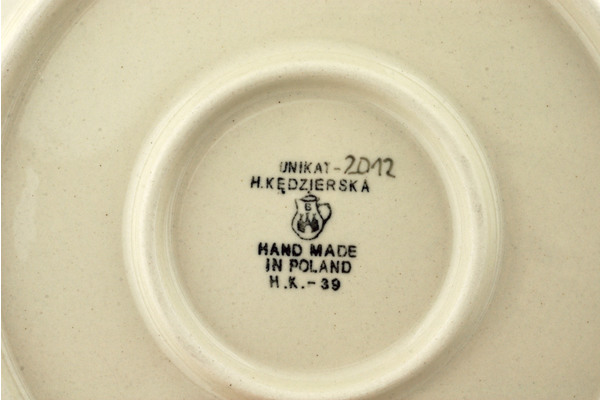 UNIKAT-2012
H.KĘDZIERSKA
B
HAND MADE
IN POLAND
H.K.-39